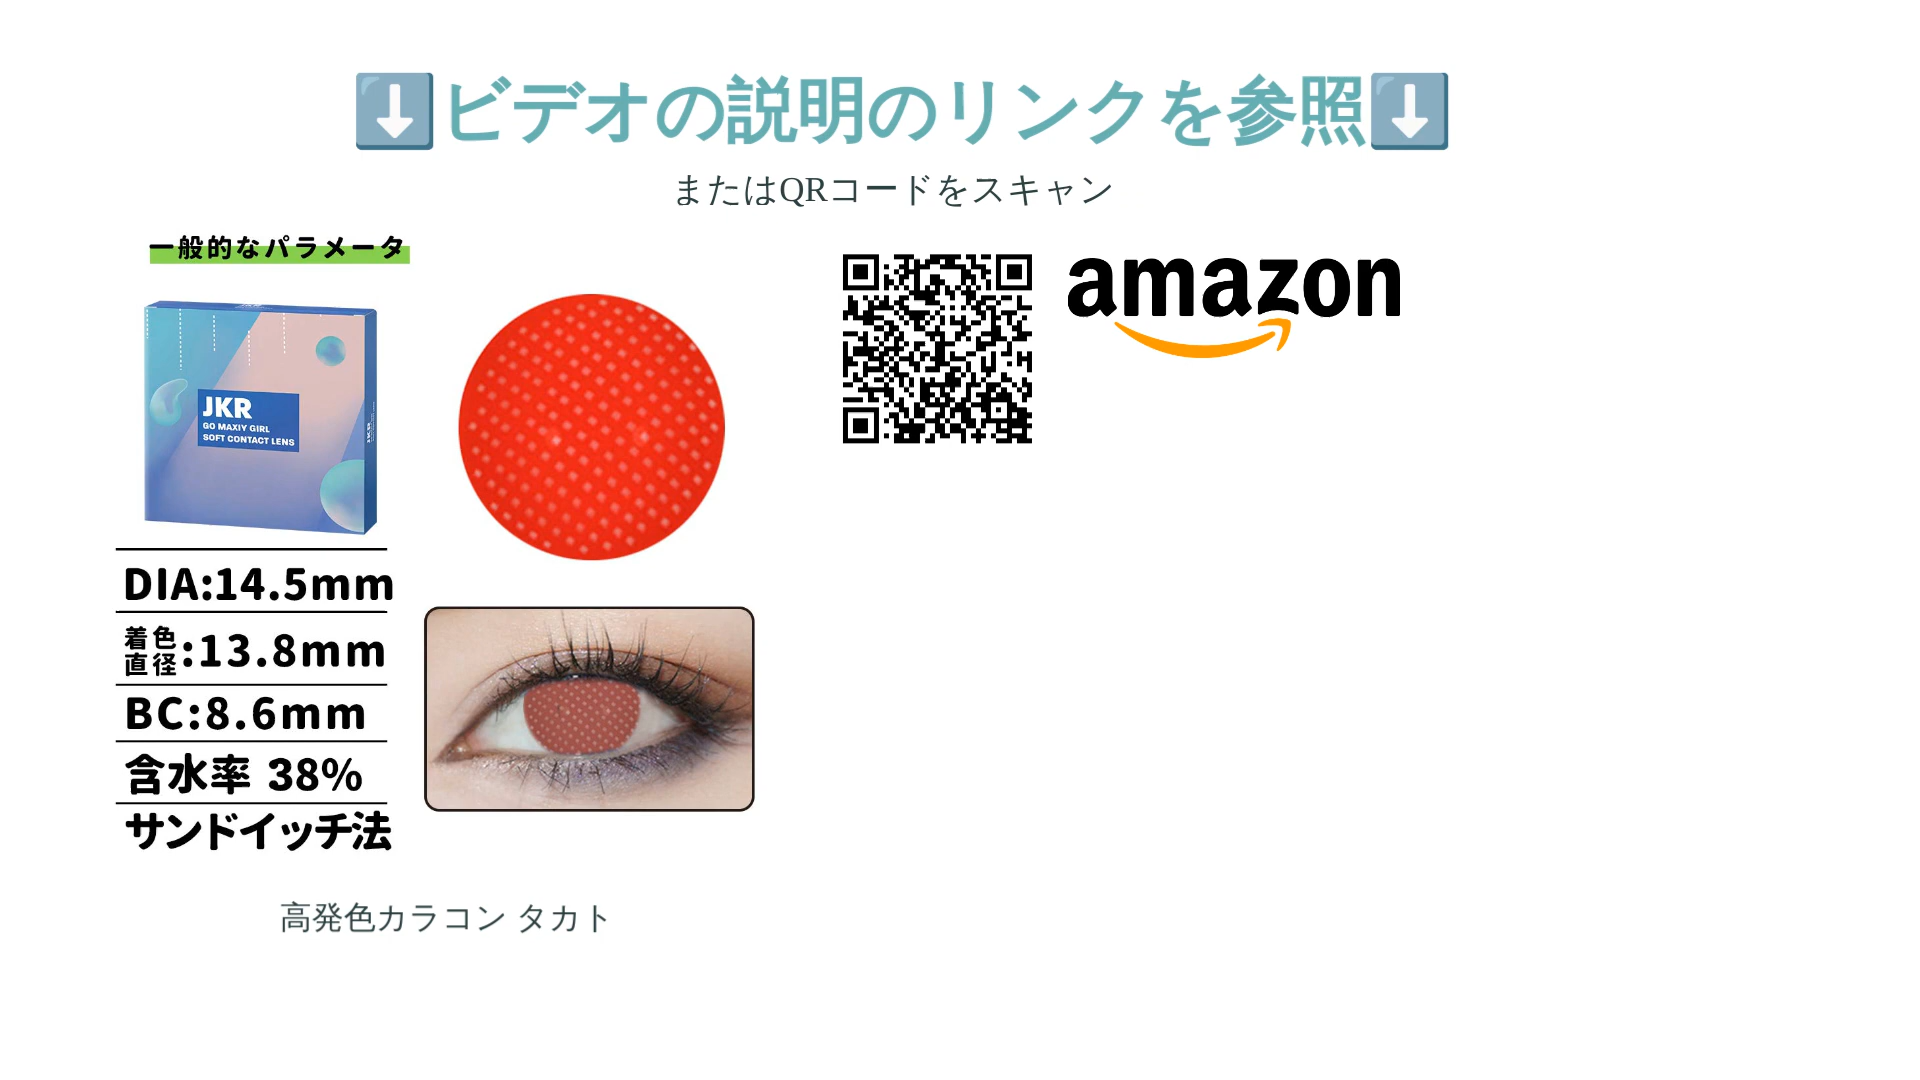 ⬇️ビデオの説明のリンクを参照⬇️
またはQRコードをスキャン
一般的なパラメータ
amazon
JKR
GO MAXIY GIRL
SOFT CONTACT LENS
DIA:14.5mm
着色直径:13.8mm
BC:8.6mm
含水率 38%
サンドイッチ法
高発色カラコン タカト